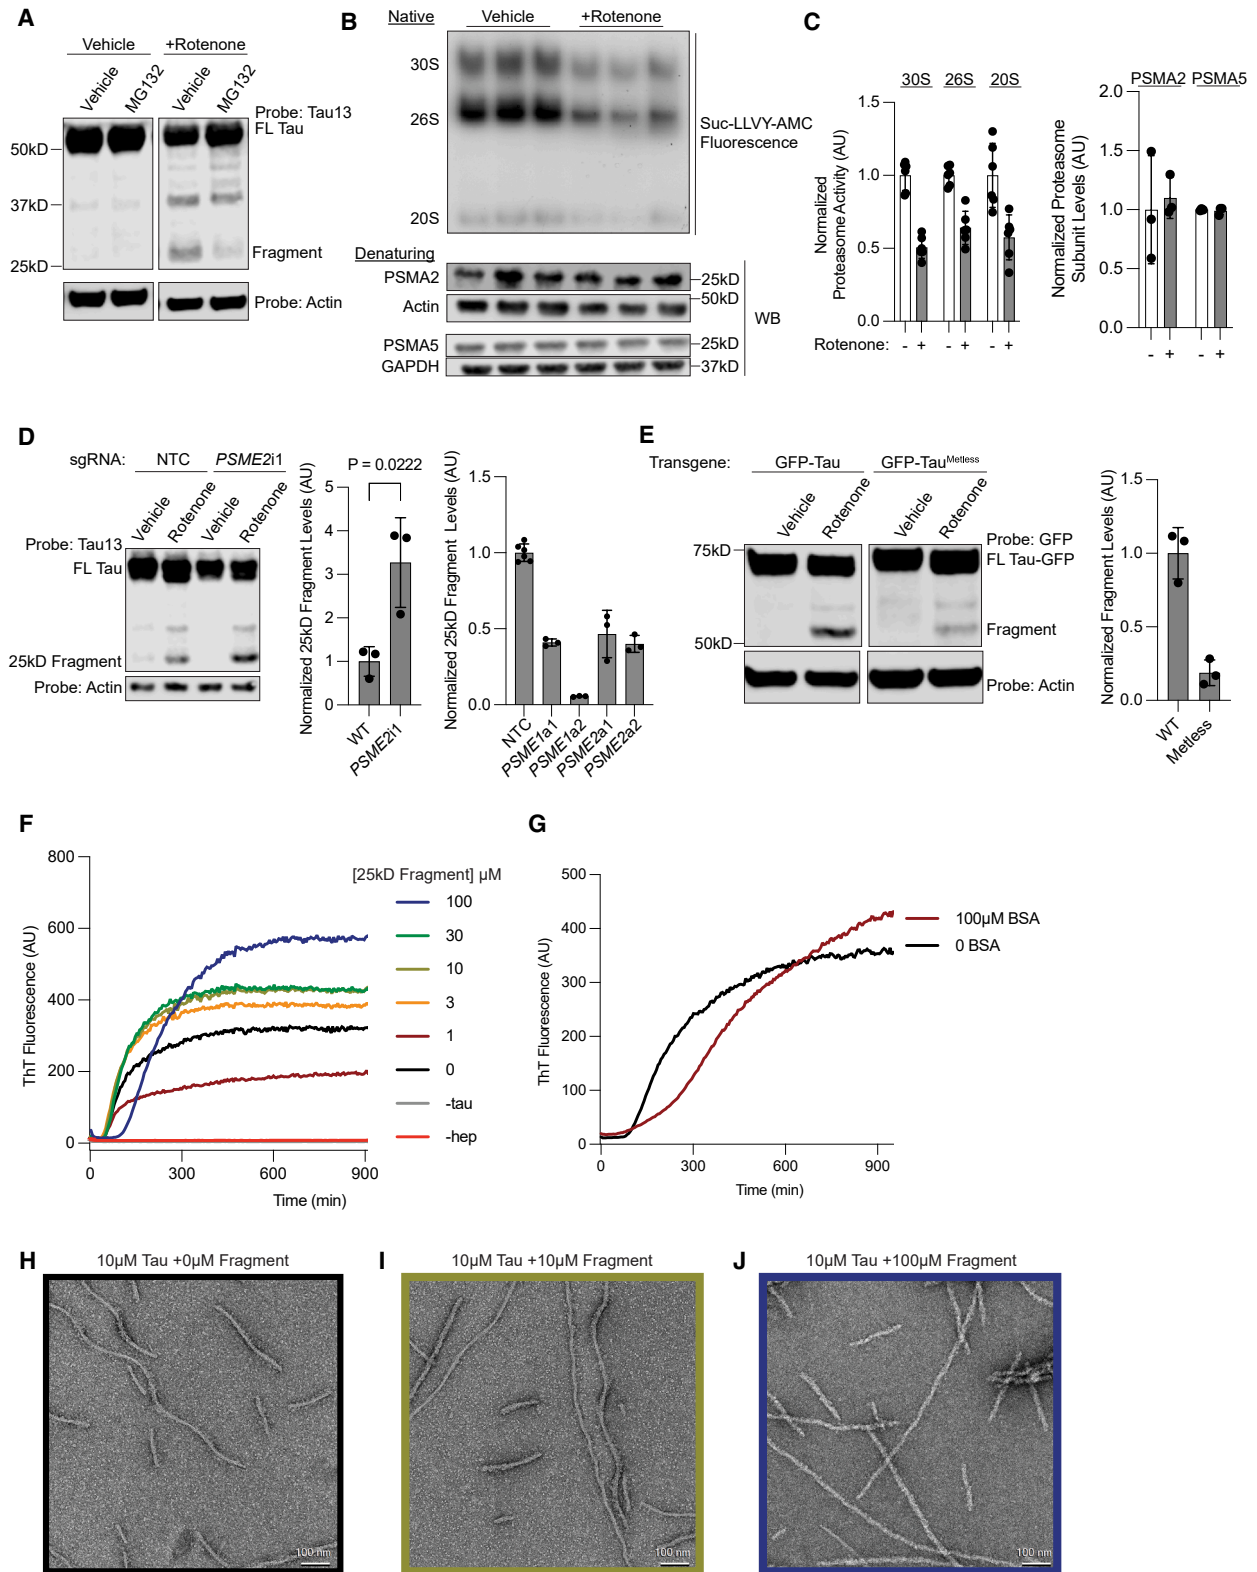 A
Vehicle +Rotenone
Vehicle MG132 Vehicle MG132
Probe: Tau13
FL Tau
50kD
37kD
Fragment
25kD
Probe: Actin
B
Native Vehicle +Rotenone
30S
26S
20S
Suc-LLVY-AMC
Fluorescence
Denaturing
PSMA2
25kD
50kD
Actin
WB
PSMA5
25kD
GAPDH
37kD
C
30S 26S 20S
Normalized
Proteasome Activity (AU)
1.5
1.0
0.5
0.0
Rotenone: - + - + - +
PSMA2 PSMA5
Normalized Proteasome
Subunit Levels (AU)
2.0
1.5
1.0
0.5
0.0
- + - +
D
sgRNA: NTC PSME2i1
Vehicle Rotenone Vehicle Rotenone
Probe: Tau13
FL Tau
25kD Fragment
Probe: Actin
P = 0.0222
Normalized 25kD Fragment Levels (AU)
5
4
3
2
1
0
WT PSME2i1
Normalized 25kD Fragment Levels (AU)
1.5
1.0
0.5
0.0
NTC PSME1a1 PSME1a2 PSME2a1 PSME2a2
E
Transgene: GFP-Tau GFP-TauMetless
Vehicle Rotenone Vehicle Rotenone
75kD
Probe: GFP
FL Tau-GFP
Fragment
50kD
Probe: Actin
Normalized Fragment Levels (AU)
1.5
1.0
0.5
0.0
WT Metless
F
ThT Fluorescence (AU)
800
600
400
200
0
0 300 600 900
Time (min)
[25kD Fragment] μM
100
30
10
3
1
0
-tau
-hep
G
ThT Fluorescence (AU)
500
400
300
200
100
0
0 300 600 900
Time (min)
100μM BSA
0 BSA
H
10μM Tau +0μM Fragment
100 nm
I
10μM Tau +10μM Fragment
100 nm
J
10μM Tau +100μM Fragment
100 nm